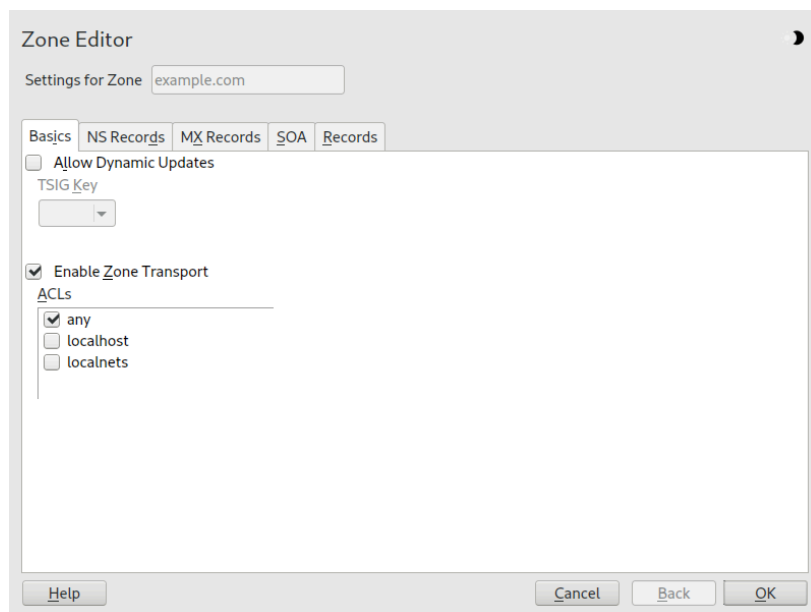 Zone Editor
Settings for Zone example.com
Basics NS Records MX Records SOA Records
Allow Dynamic Updates
TSIG Key
Enable Zone Transport
ACLs
any
localhost
localnets
Help Cancel Back OK